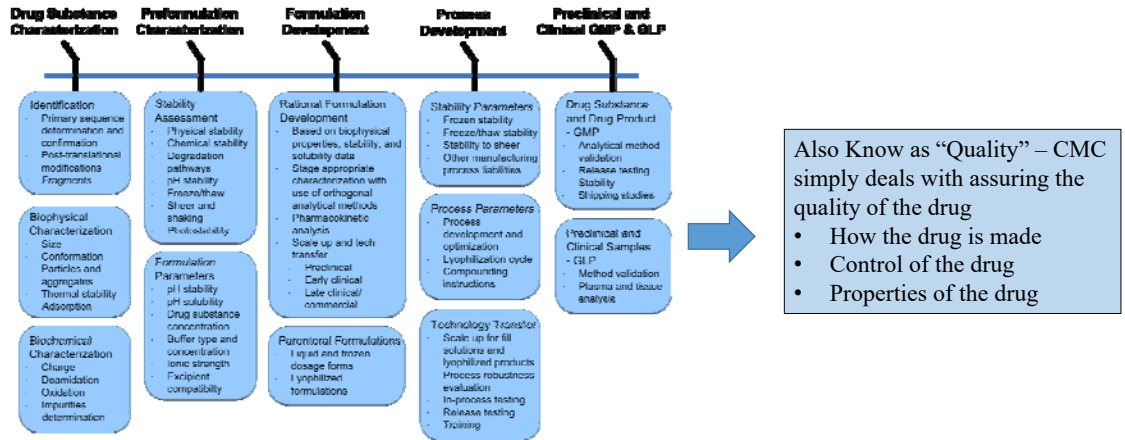 Drug Substance
Characterization
Preformulation
Characterization
Formulation
Development
Process
Development
Preclinical and
Clinical GMP & GLP
Identification
- Primary sequence
determination and
confirmation
- Post-translational
modifications
- Fragments
Biophysical
Characterization
- Size
- Conformation
- Particles and
aggregates
- Thermal stability
- Adsorption
Biochemical
Characterization
- Charge
- Deamidation
- Oxidation
- Impurities
determination
Stability
Assessment
- Physical stability
- Chemical stability
- Degradation
pathways
- pH stability
- Freeze/thaw
- Sheer and
shaking
- Photostability
Formulation
Parameters
- pH stability
- pH solubility
- Drug substance
concentration
- Buffer type and
concentration
- Ionic strength
- Excipient
compatibilty
Rational Formulation
Development
- Based on biophysical
properties, stability, and
solubility data
- Stage appropriate
characterization with
use of orthogonal
analytical methods
- Pharmacokinetic
analysis
- Scale up and tech
transfer
- Preclinical
- Early clinical
- Late clinical/
commercial
Parenteral Formulations
- Liquid and frozen
dosage forms
- Lyophilized
formulations
Stability Parameters
- Frozen stability
- Freeze/thaw stability
- Stability to sheer
- Other manufacturing
process liabilities
Process Parameters
- Process
development and
optimization
- Lyophilization cycle
- Compounding
instructions
Technology Transfer
- Scale up for fill
solutions and
lyophilized products
- Process robustness
evaluation
- In-process testing
- Release testing
- Training
Drug Substance
and Drug Product
- GMP
- Analytical method
validation
- Release testing
- Stability
- Shipping studies
Preclinical and
Clinical Samples
- GLP
- Method validation
- Plasma and tissue
analysis
Also Know as “Quality” – CMC
simply deals with assuring the
quality of the drug
• How the drug is made
• Control of the drug
• Properties of the drug